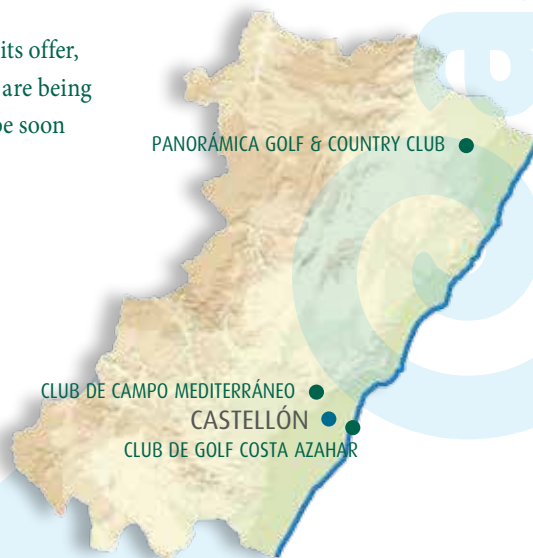 its offer,
are being
be soon
PANORÁMICA GOLF & COUNTRY CLUB
CLUB DE CAMPO MEDITERRÁNEO
CASTELLÓN
CLUB DE GOLF COSTA AZAHAR